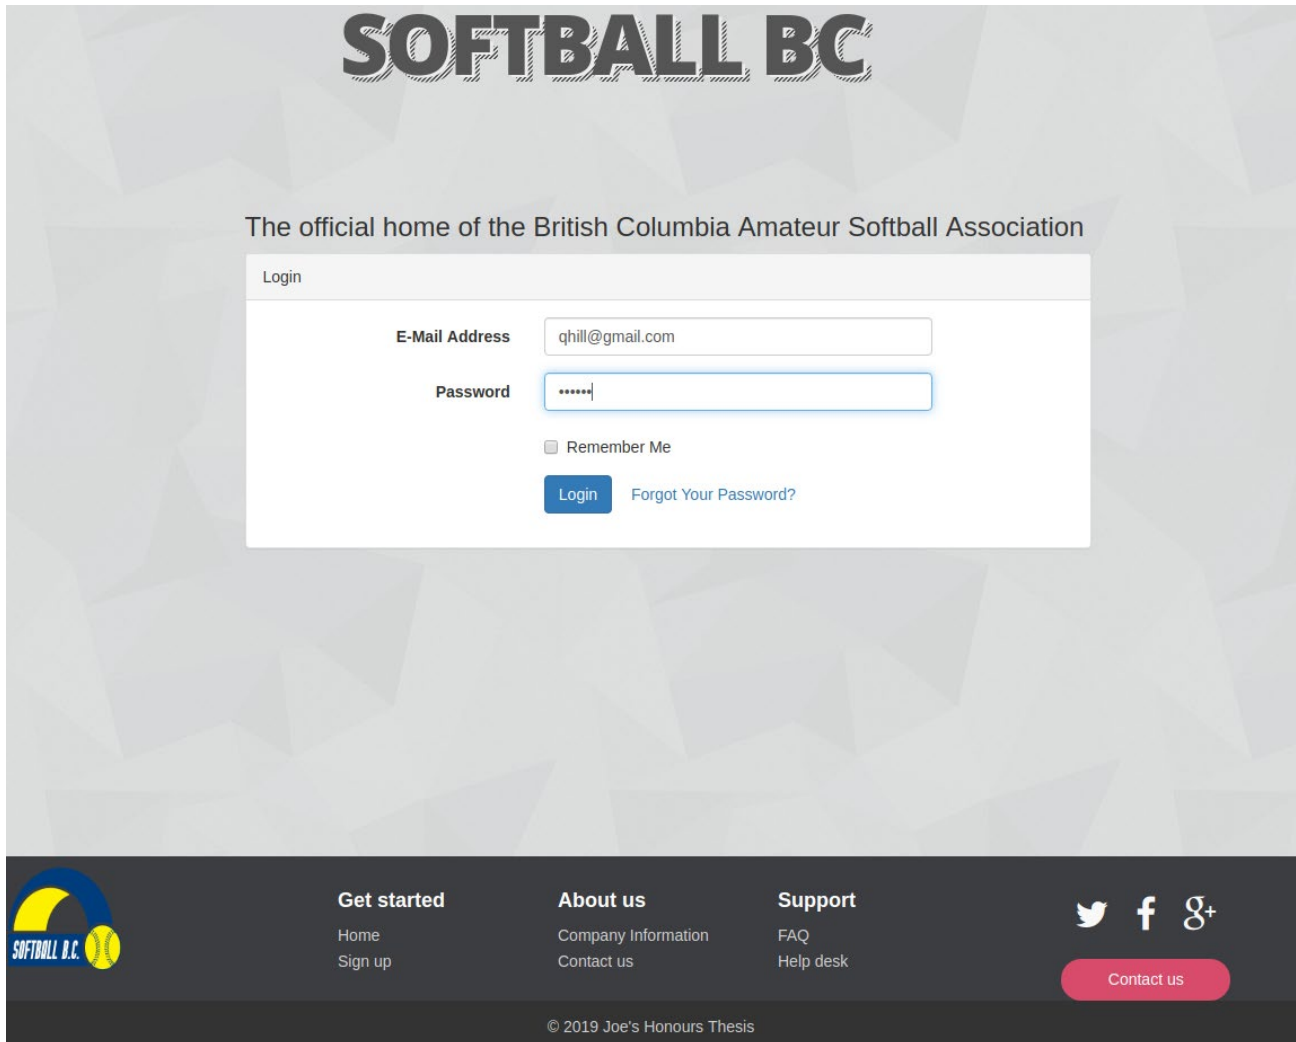 SOFTBALL BC
The official home of the British Columbia Amateur Softball Association
Login
E-Mail Address
qhill@gmail.com
Password
••••••
Remember Me
Login Forgot Your Password?
SOFTBALL B.C.
Get started
Home
Sign up
About us
Company Information
Contact us
Support
FAQ
Help desk
g+
Contact us
© 2019 Joe's Honours Thesis